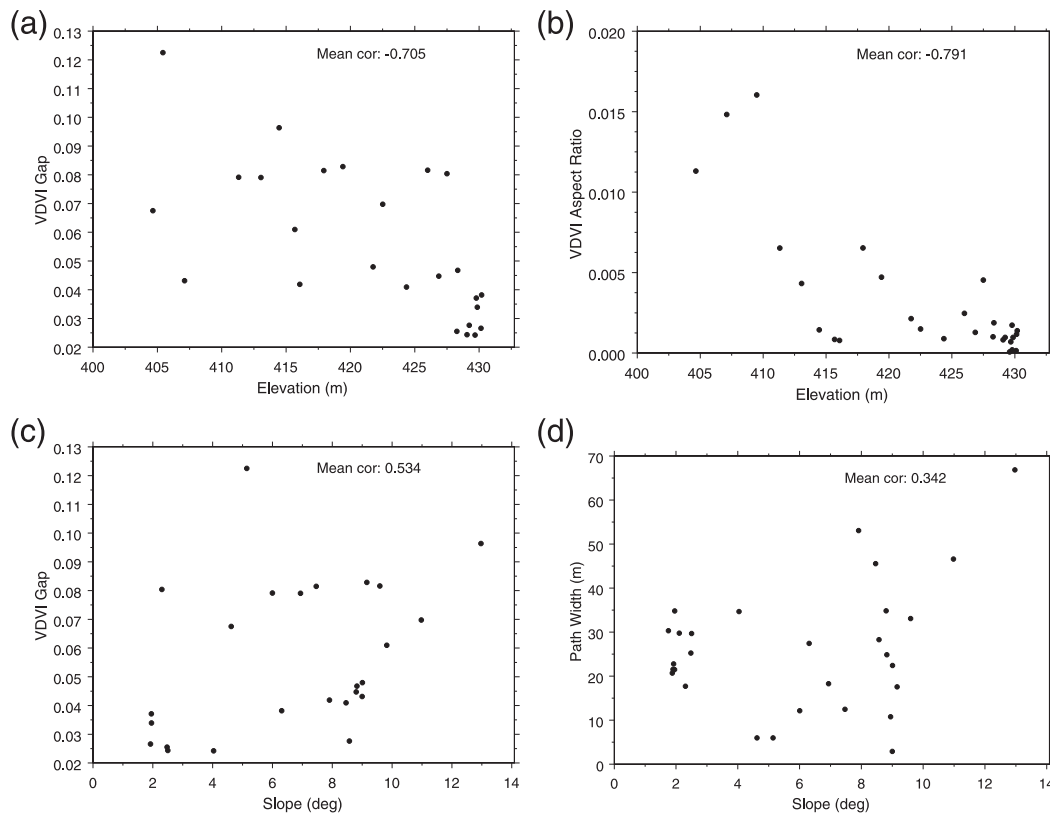 (a)
0.13
0.12
0.11
0.10
0.09
0.08
0.07
0.06
0.05
0.04
0.03
0.02
VDVI Gap
Mean cor: -0.705
400 405 410 415 420 425 430
Elevation (m)
(b)
0.020
0.015
0.010
0.005
0.000
VDVI Aspect Ratio
Mean cor: -0.791
400 405 410 415 420 425 430
Elevation (m)
(c)
0.13
0.12
0.11
0.10
0.09
0.08
0.07
0.06
0.05
0.04
0.03
0.02
VDVI Gap
Mean cor: 0.534
0 2 4 6 8 10 12 14
Slope (deg)
(d)
70
60
50
40
30
20
10
0
Path Width (m)
Mean cor: 0.342
0 2 4 6 8 10 12 14
Slope (deg)